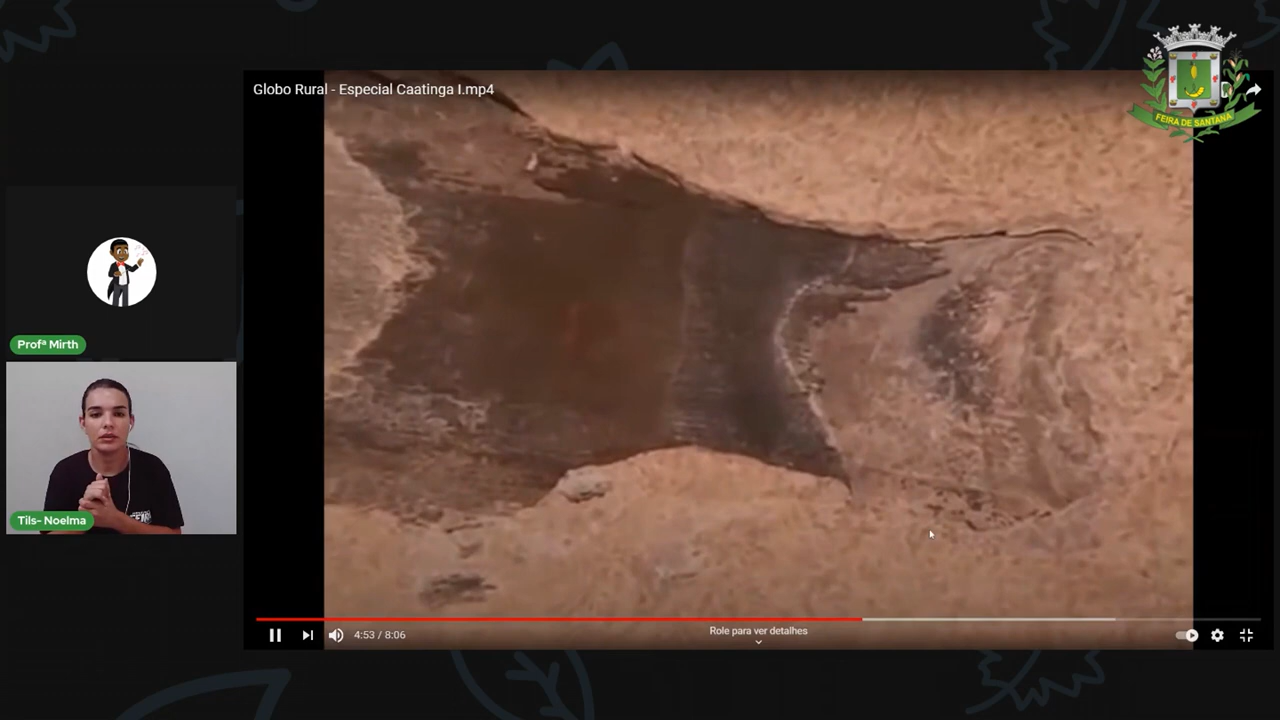 Globo Rural - Especial Caatinga I.mp4
FEIRA DE SANTANA
Profª Mirth
Tils- Noelma
4:53 / 8:06
Role para ver detalhes